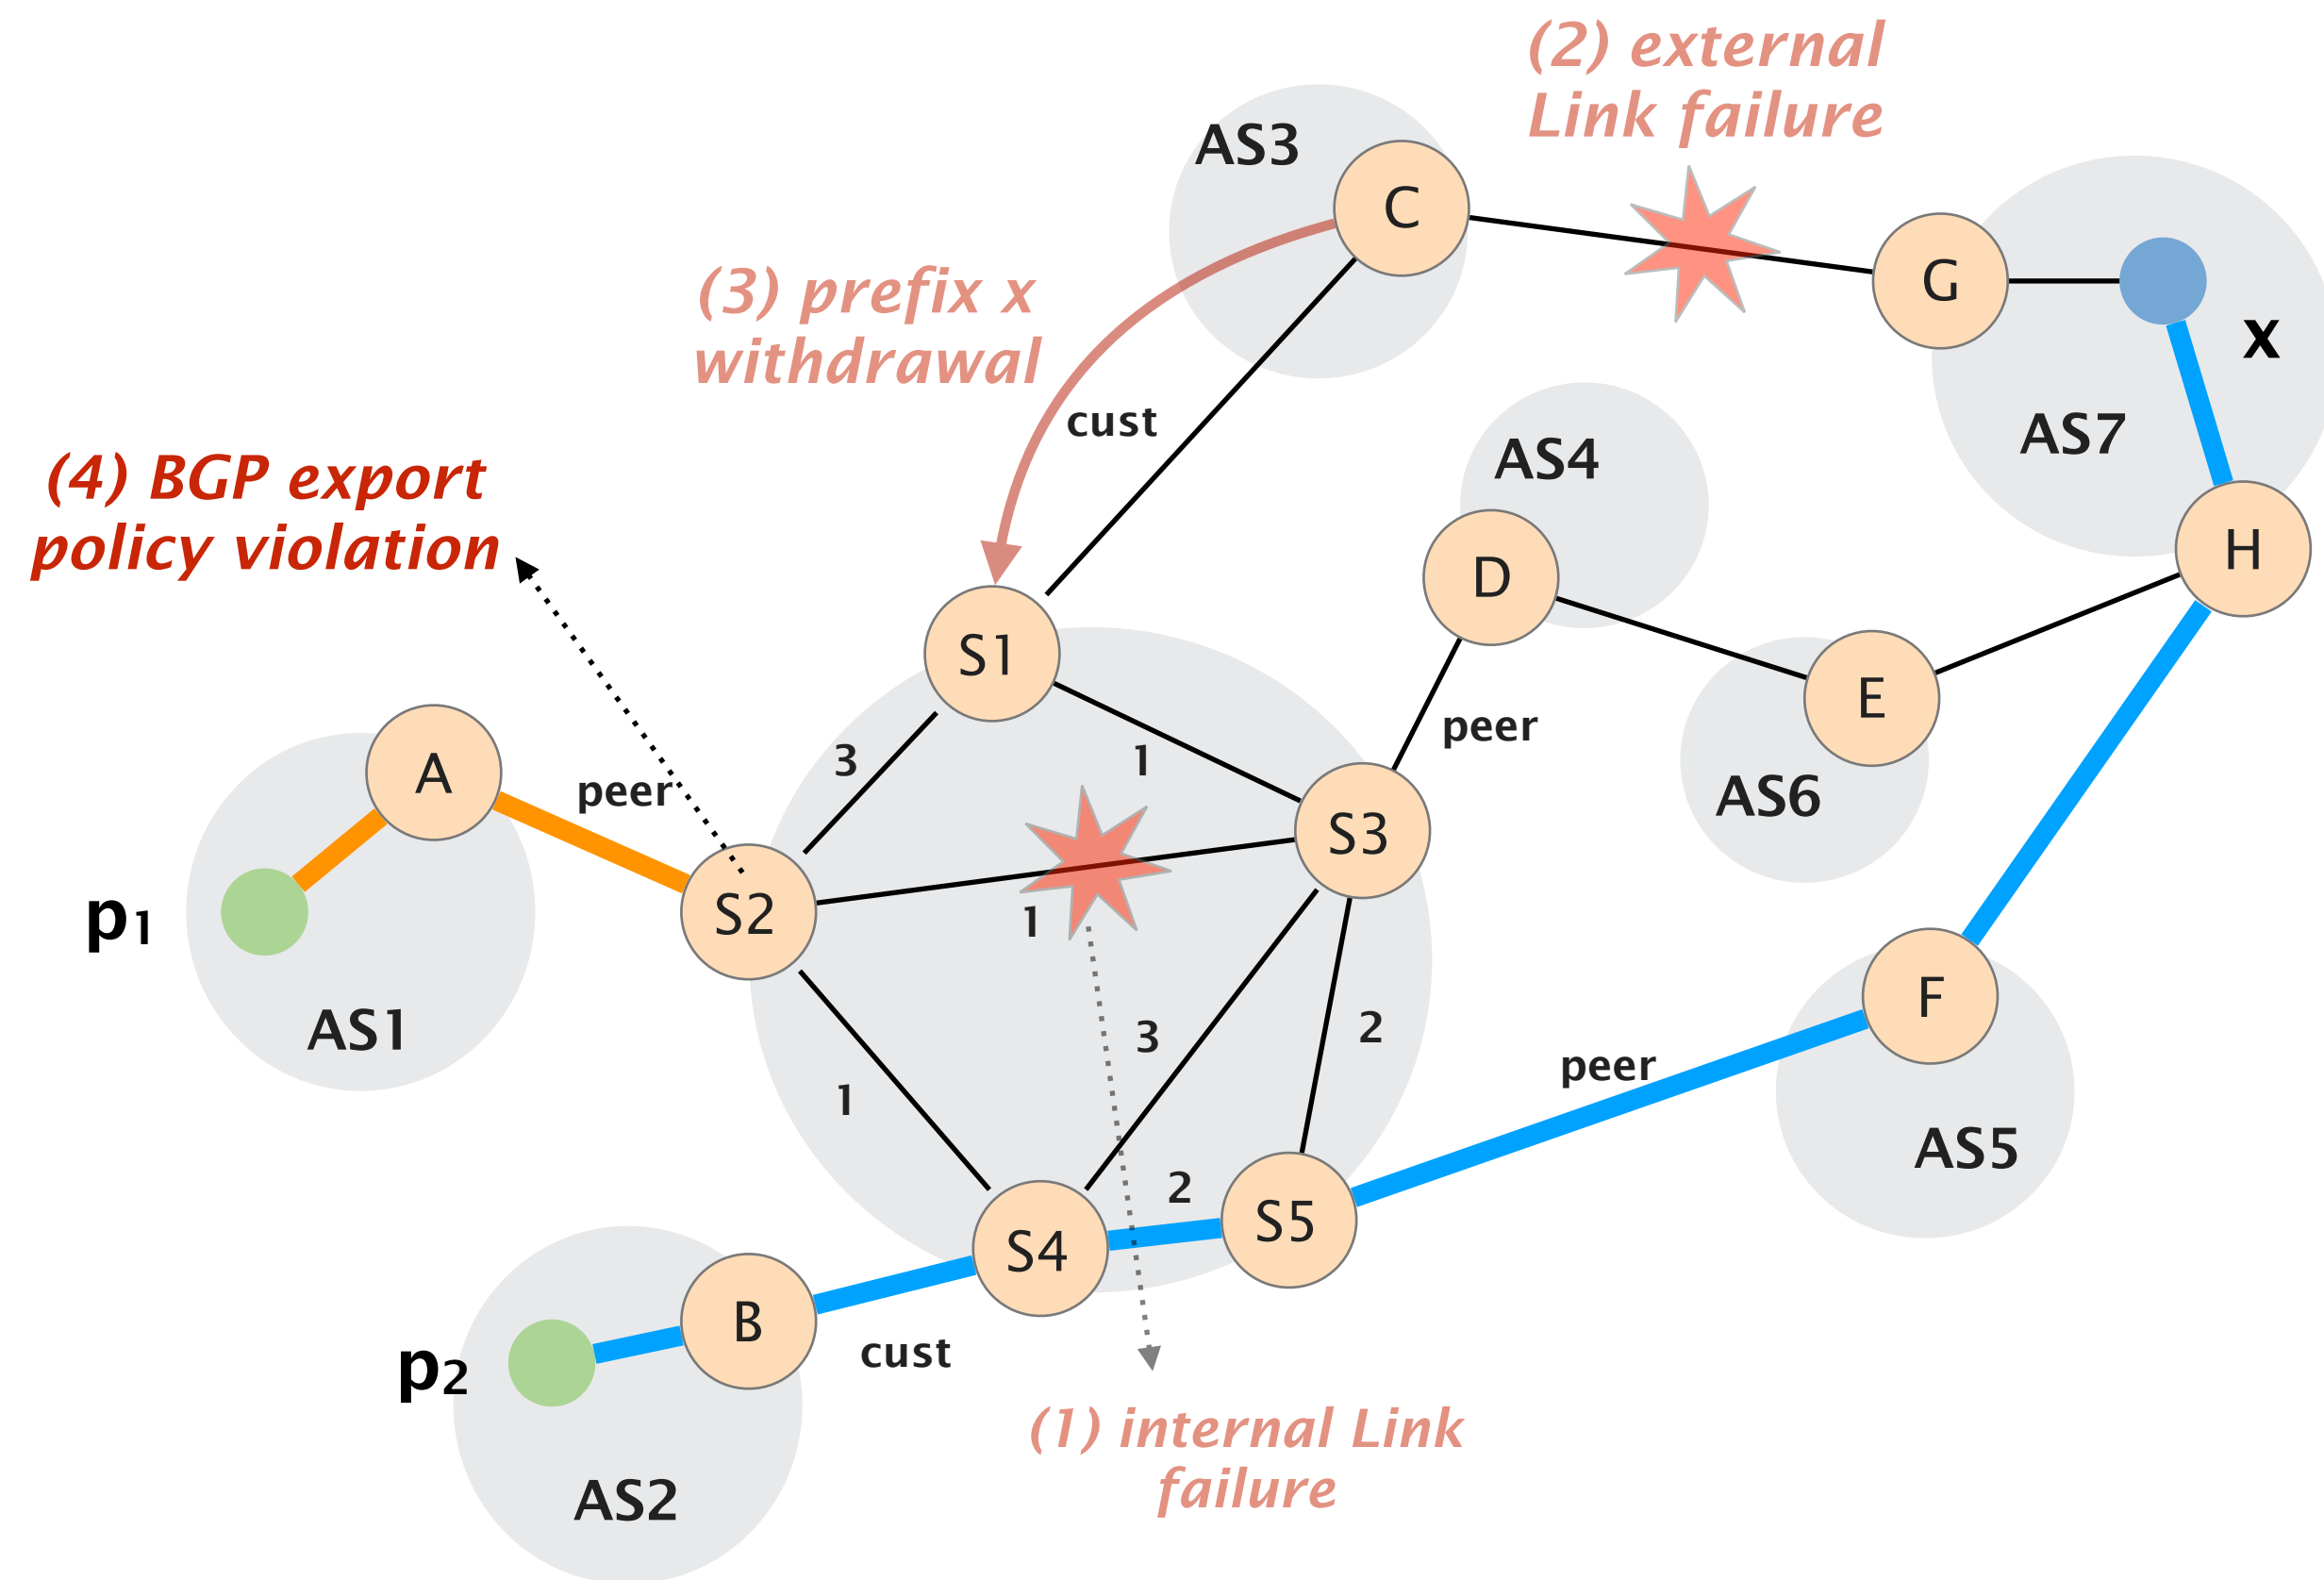 (2) external
Link failure
AS3
C
G
x
AS7
(3) prefix x
withdrawal
cust
AS4
(4) BGP export
policy violation
D
H
S1
E
peer
AS6
A
peer
3
1
S3
p1
S2
1
F
AS1
3
2
peer
1
AS5
2
S5
S4
B
cust
p2
(1) internal Link
failure
AS2